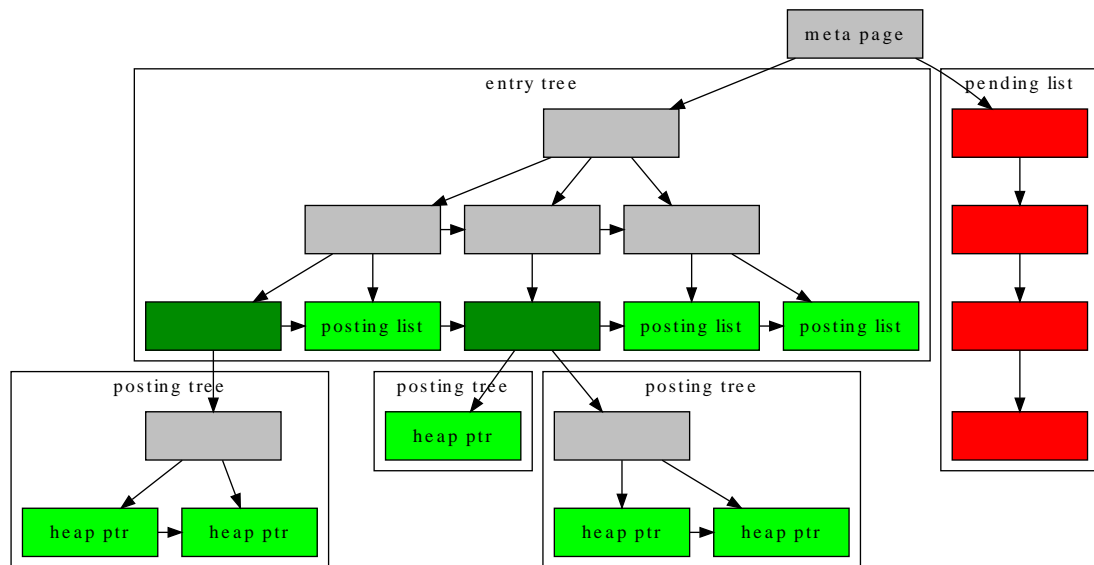 meta page
entry tree
pending list
posting list
posting list
posting list
posting tree
posting tree
posting tree
heap ptr
heap ptr
heap ptr
heap ptr
heap ptr